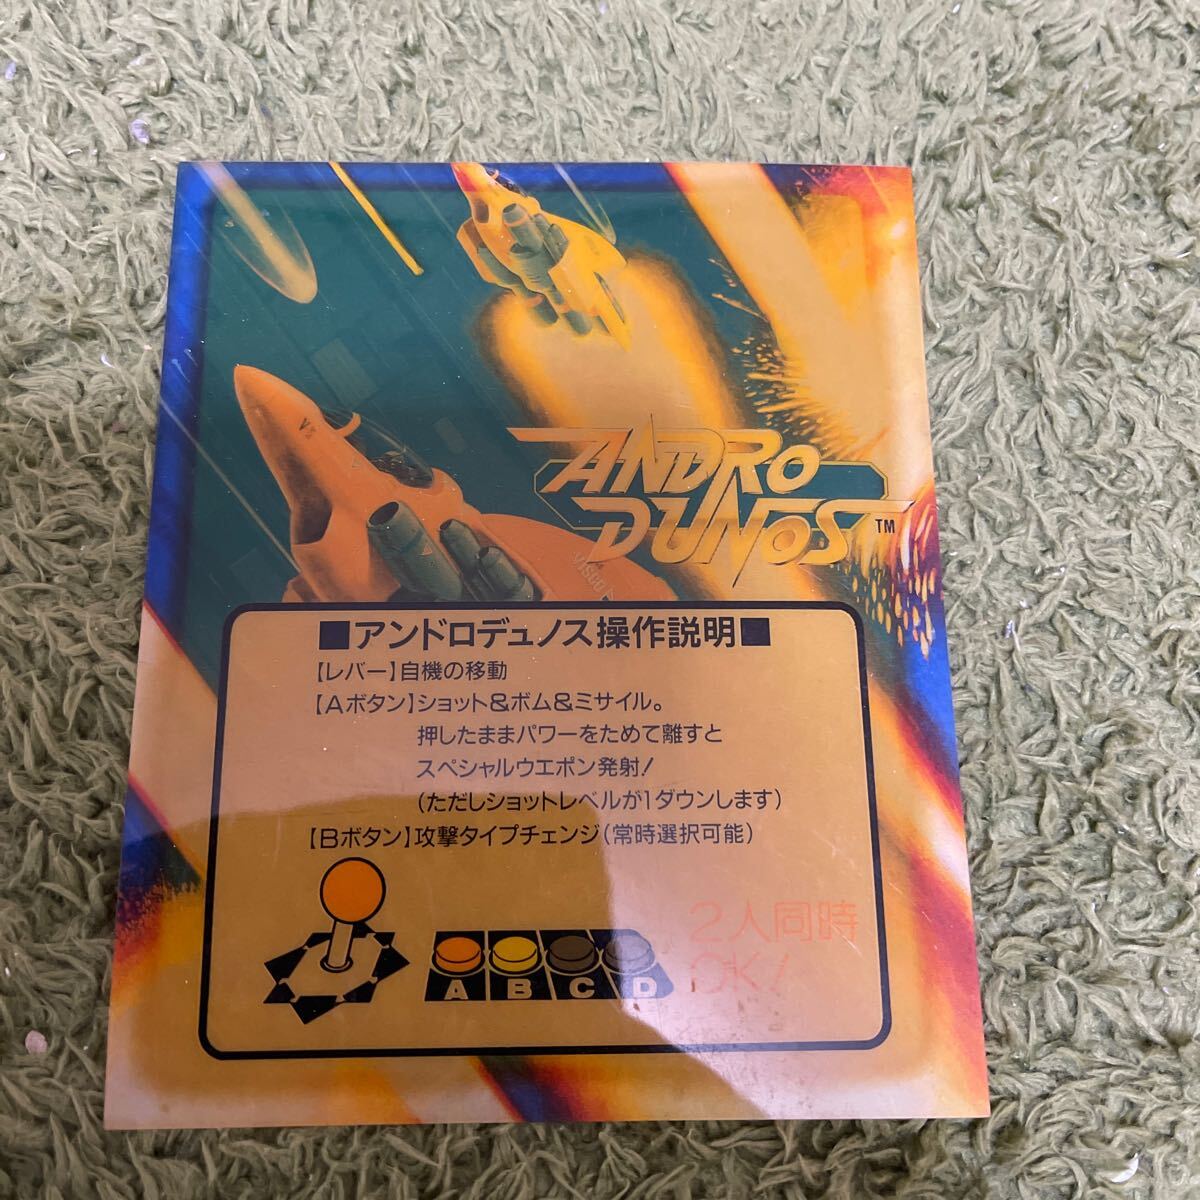 V
ANDRO
DUNOS™
VISCO
■アンドロデュノス操作説明■
【レバー】自機の移動
【Aボタン】ショット&ボム&ミサイル。
押したままパワーをためて離すと
スペシャルウエポン発射!
(ただしショットレベルが1ダウンします)
【Bボタン】攻撃タイプチェンジ(常時選択可能)
2人同時
OK!
A B C D